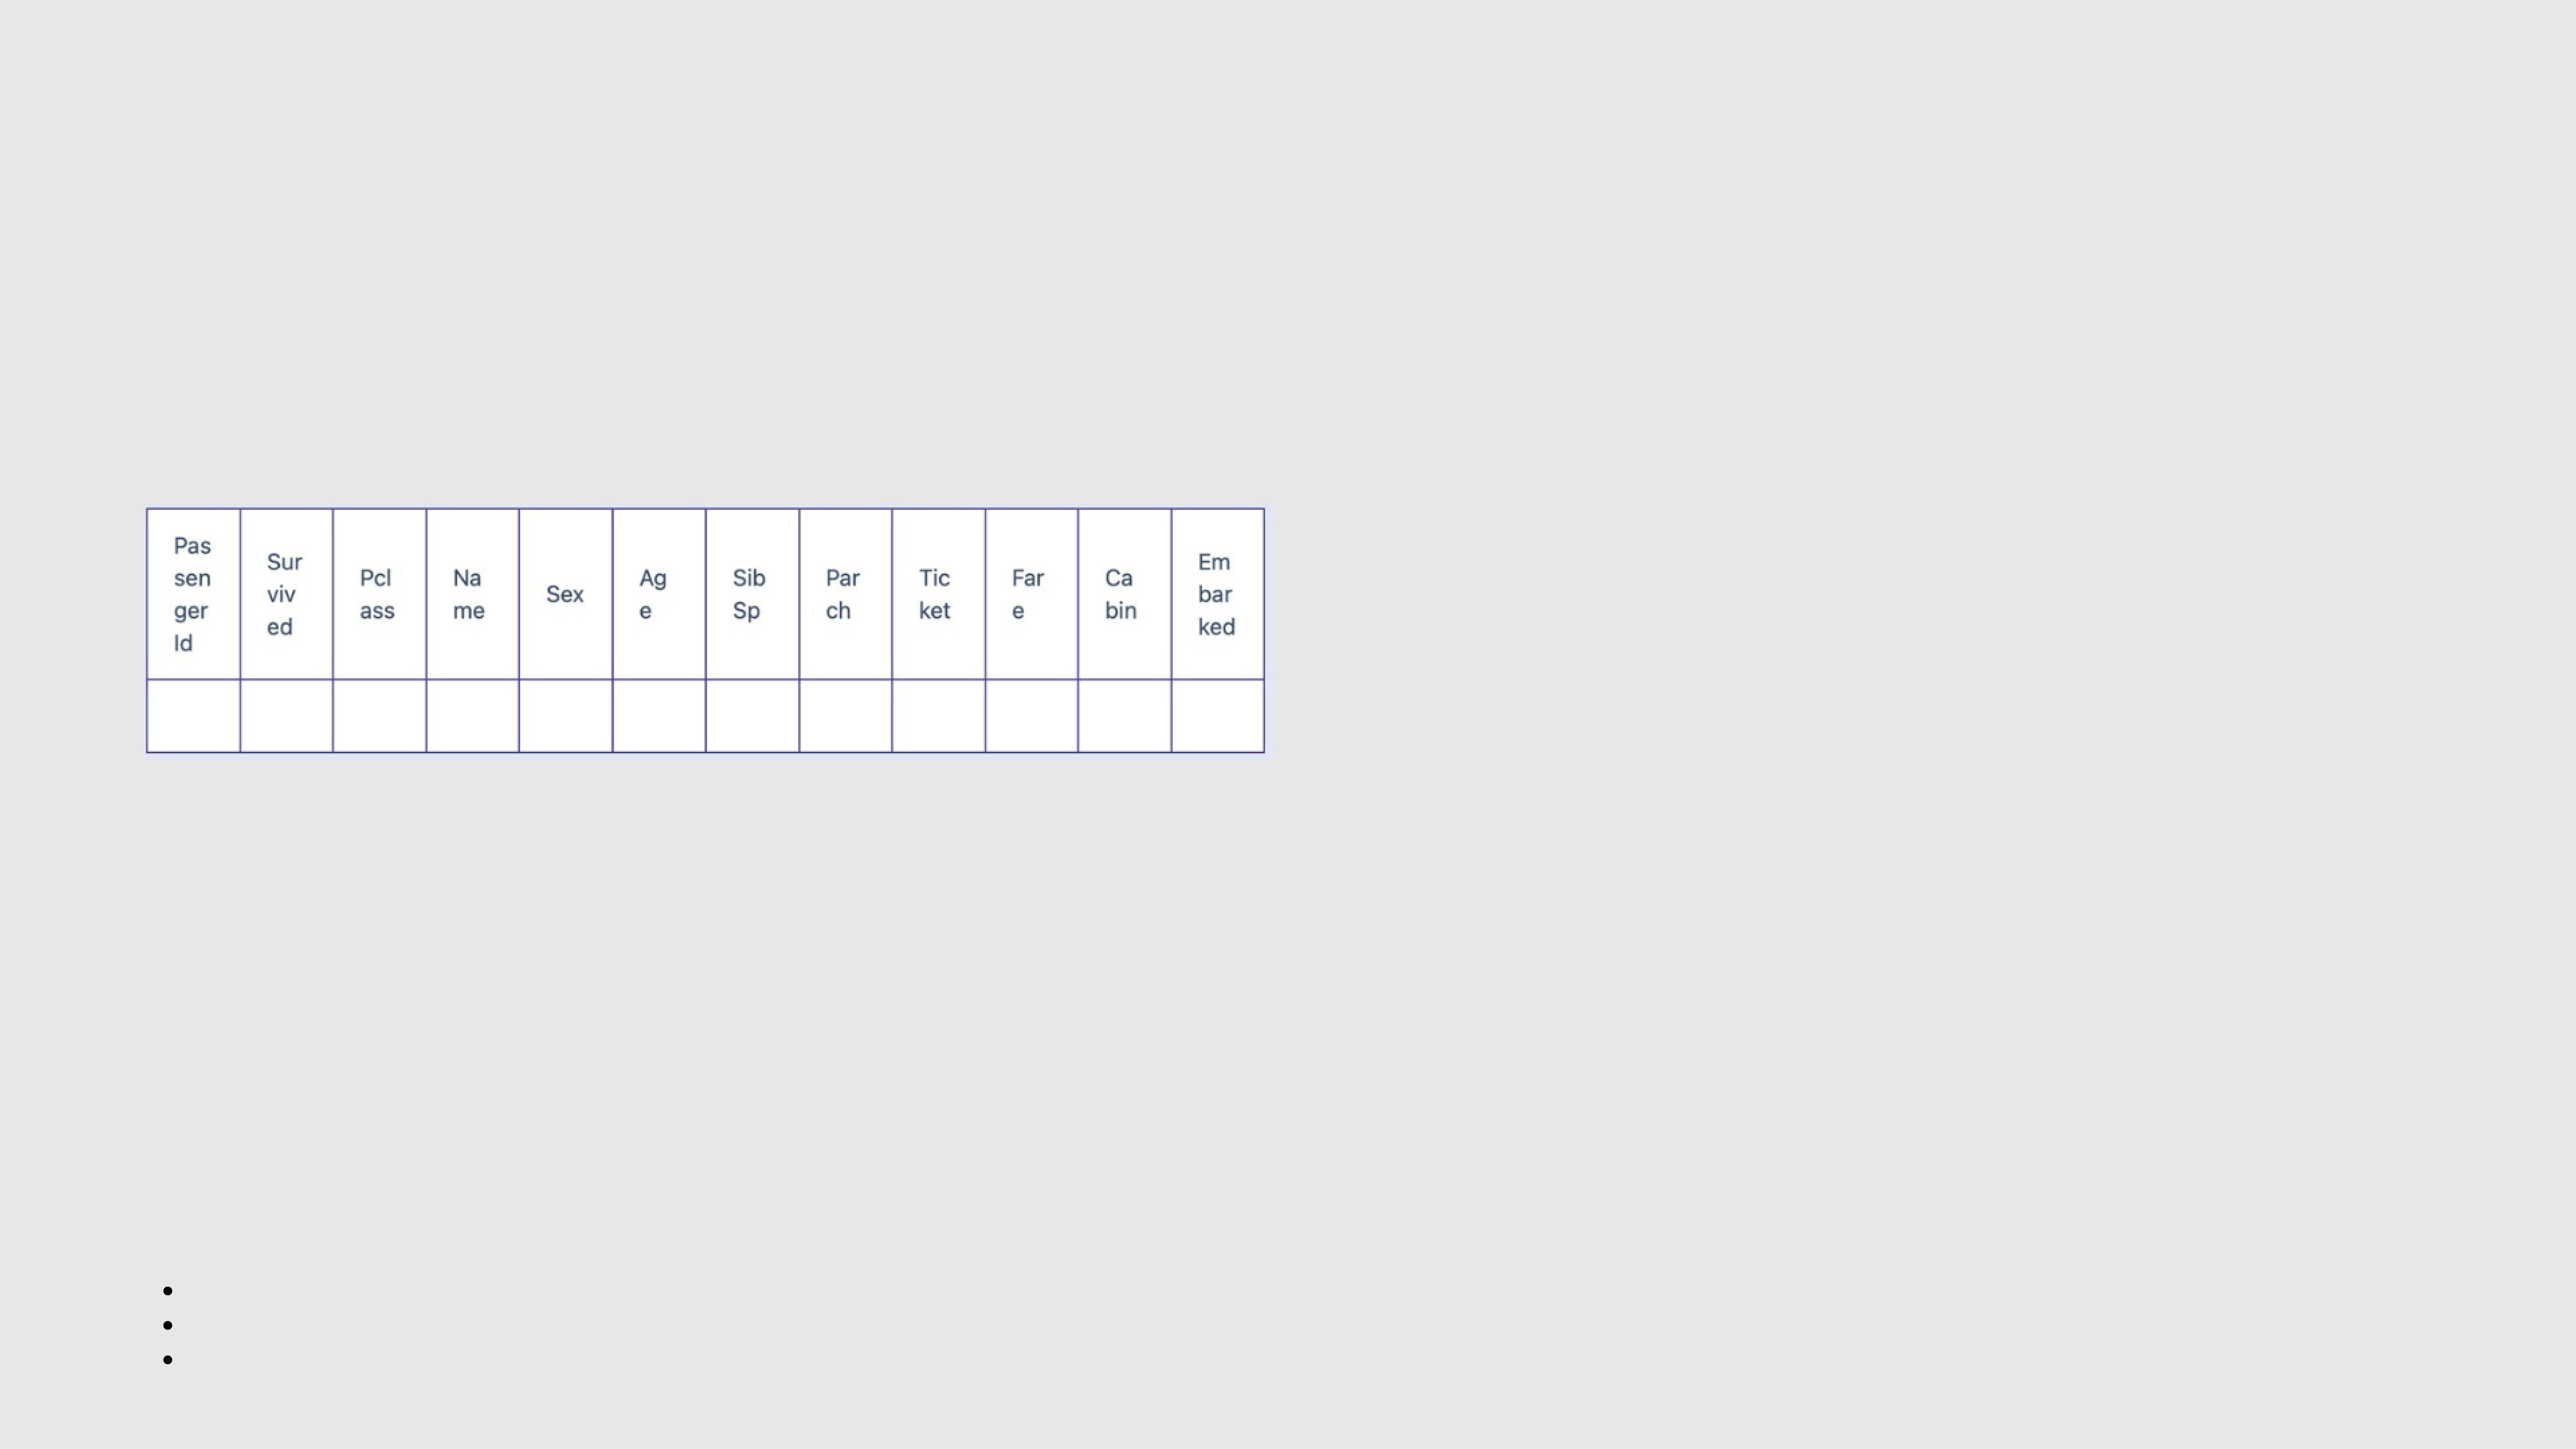 Pas
sen
ger
Id
Sur
viv
ed
Pcl
ass
Na
me
Sex
Ag
e
Sib
Sp
Par
ch
Tic
ket
Far
e
Ca
bin
Em
bar
ked